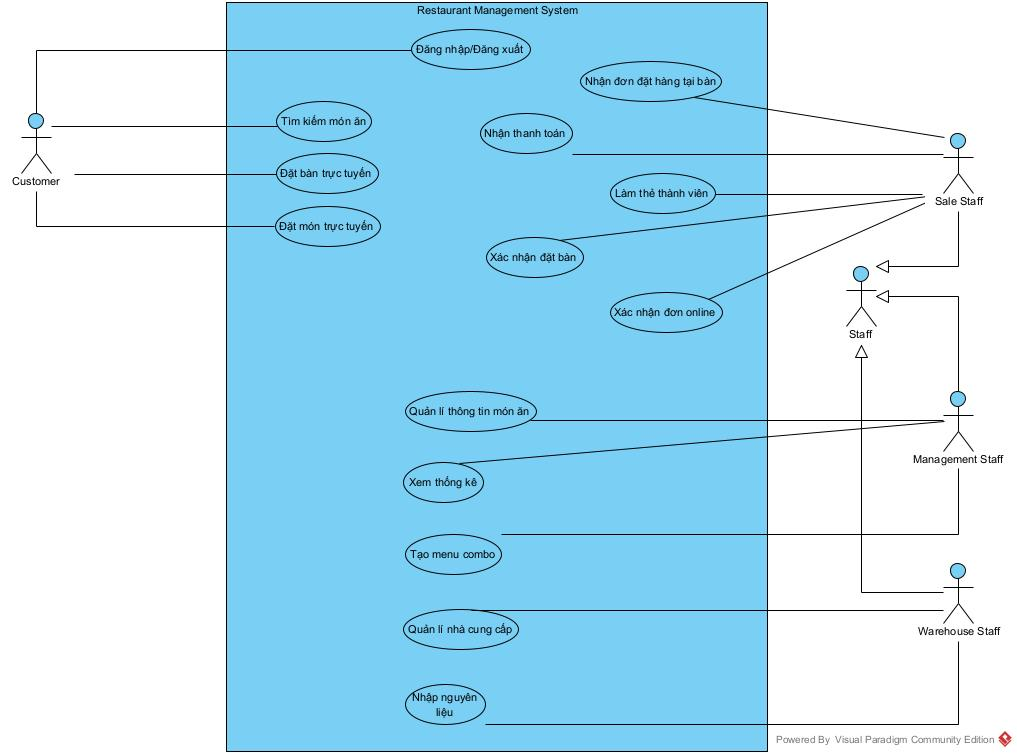 Restaurant Management System
Đăng nhập/Đăng xuất
Nhận đơn đặt hàng tại bàn
Tìm kiếm món ăn
Nhận thanh toán
Customer
Đặt bàn trực tuyến
Làm thẻ thành viên
Sale Staff
Đặt món trực tuyến
Xác nhận đặt bàn
Xác nhận đơn online
Staff
Quản lí thông tin món ăn
Management Staff
Xem thống kê
Tạo menu combo
Quản lí nhà cung cấp
Warehouse Staff
Nhập nguyên
liệu
Powered By Visual Paradigm Community Edition